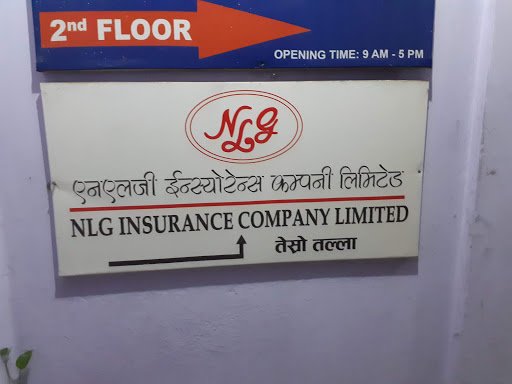 2nd FLOOR
OPENING TIME: 9 AM - 5 PM
NLG
एनएलजी ईन्स्योरेन्स कम्पनी लिमिटेड
NLG INSURANCE COMPANY LIMITED
तेस्रो तल्ला